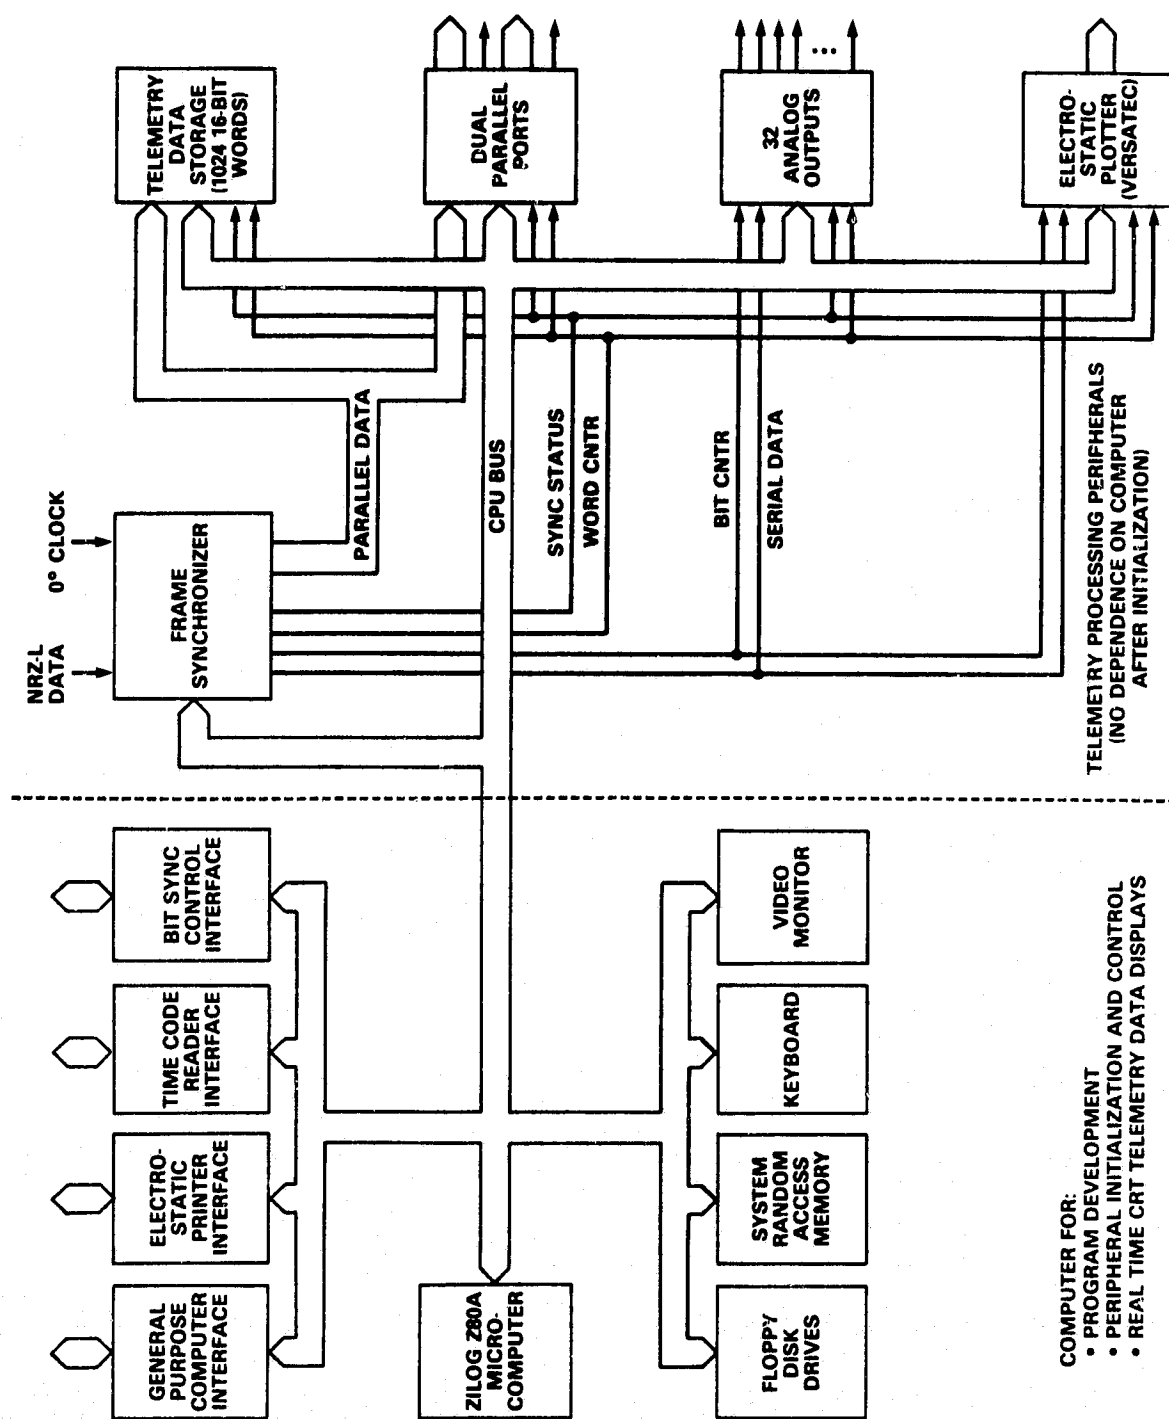 GENERAL
PURPOSE
COMPUTER
INTERFACE
ELECTRO-
STATIC
PRINTER
INTERFACE
TIME CODE
READER
INTERFACE
BIT SYNC
CONTROL
INTERFACE
NRZ-L
DATA
0° CLOCK
FRAME
SYNCHRONIZER
TELEMETRY
DATA
STORAGE
(1024 16-BIT
WORDS)
PARALLEL DATA
ZILOG Z80A
MICRO-
COMPUTER
CPU BUS
DUAL
PARALLEL
PORTS
SYNC STATUS
WORD CNTR
FLOPPY
DISK
DRIVES
SYSTEM
RANDOM
ACCESS
MEMORY
KEYBOARD
VIDEO
MONITOR
BIT CNTR
SERIAL DATA
32
ANALOG
OUTPUTS
...
ELECTRO-
STATIC
PLOTTER
(VERSATEC)
COMPUTER FOR:
• PROGRAM DEVELOPMENT
• PERIPHERAL INITIALIZATION AND CONTROL
• REAL TIME CRT TELEMETRY DATA DISPLAYS
TELEMETRY PROCESSING PERIFHERALS
(NO DEPENDENCE ON COMPUTER
AFTER INITIALIZATION)